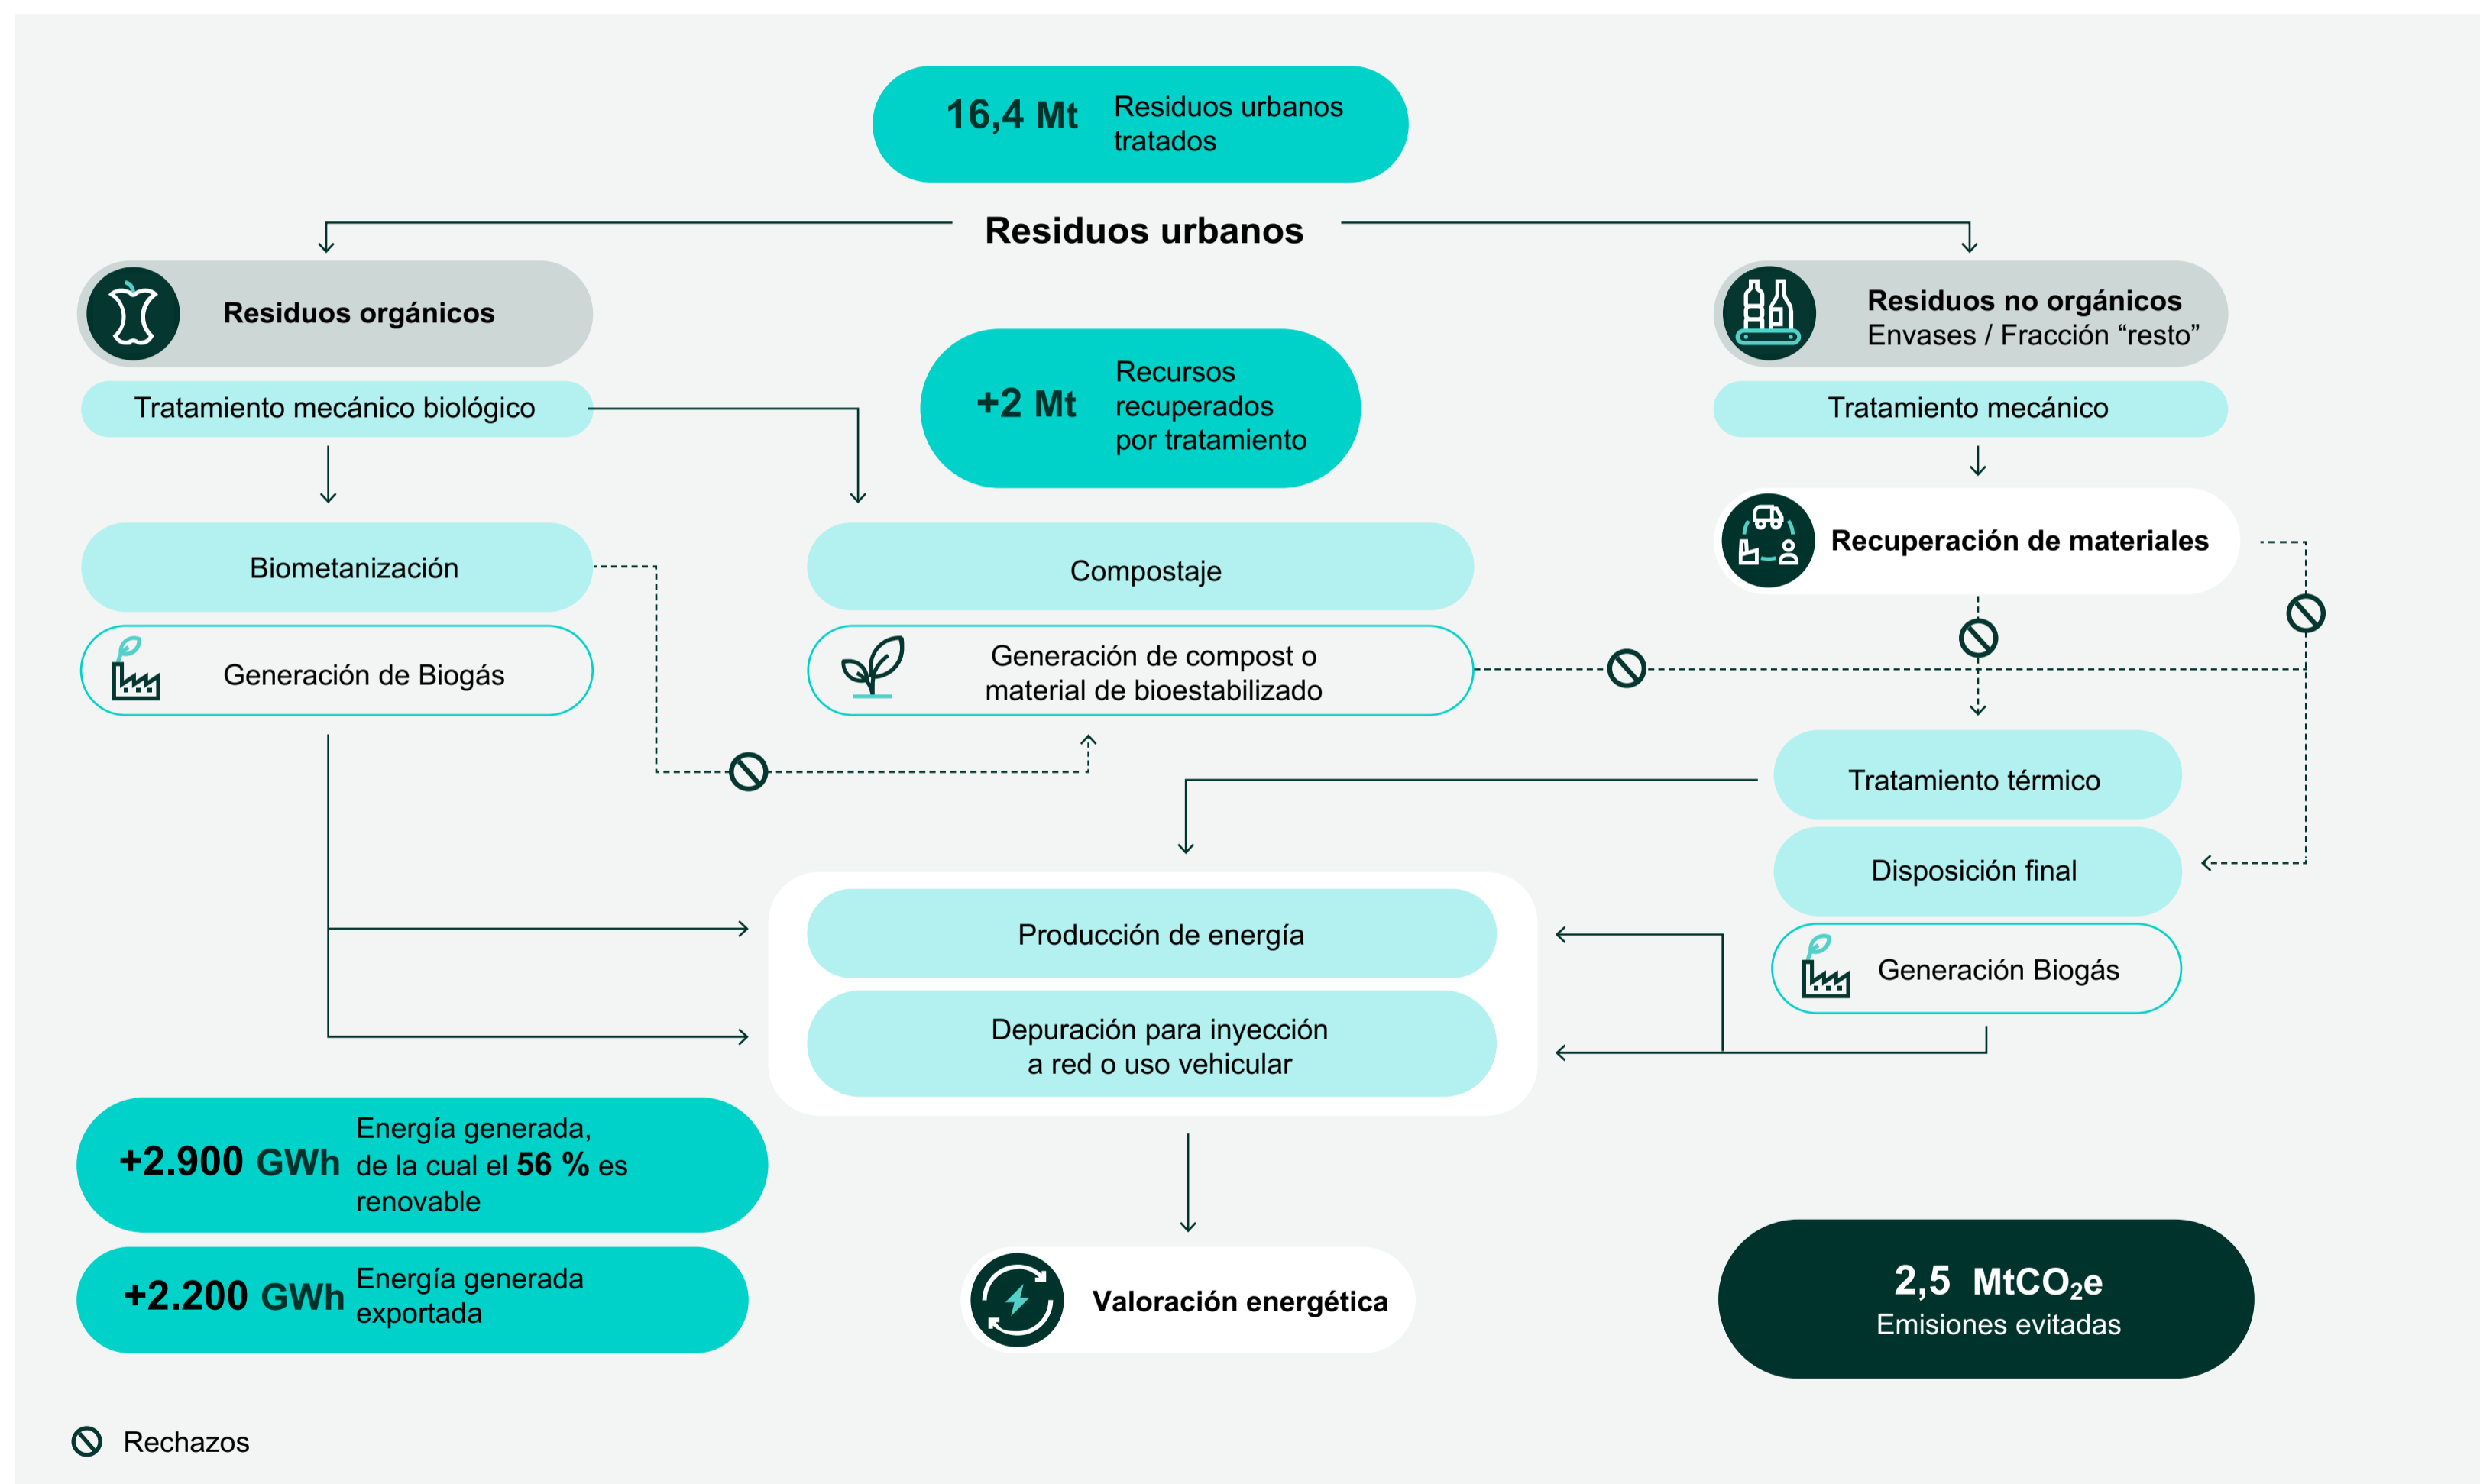 16,4 Mt
Residuos urbanos
tratados
Residuos urbanos
Residuos orgánicos
Tratamiento mecánico biológico
+2 Mt
Recursos
recuperados
por tratamiento
Residuos no orgánicos
Envases / Fracción “resto”
Tratamiento mecánico
Recuperación de materiales
Biometanización
Generación de Biogás
Compostaje
Generación de compost o
material de bioestabilizado
Tratamiento térmico
Disposición final
Generación Biogás
Producción de energía
Depuración para inyección
a red o uso vehicular
+2.900 GWh
Energía generada,
de la cual el 56 % es
renovable
+2.200 GWh
Energía generada
exportada
Valoración energética
2,5 MtCO₂e
Emisiones evitadas
Rechazos